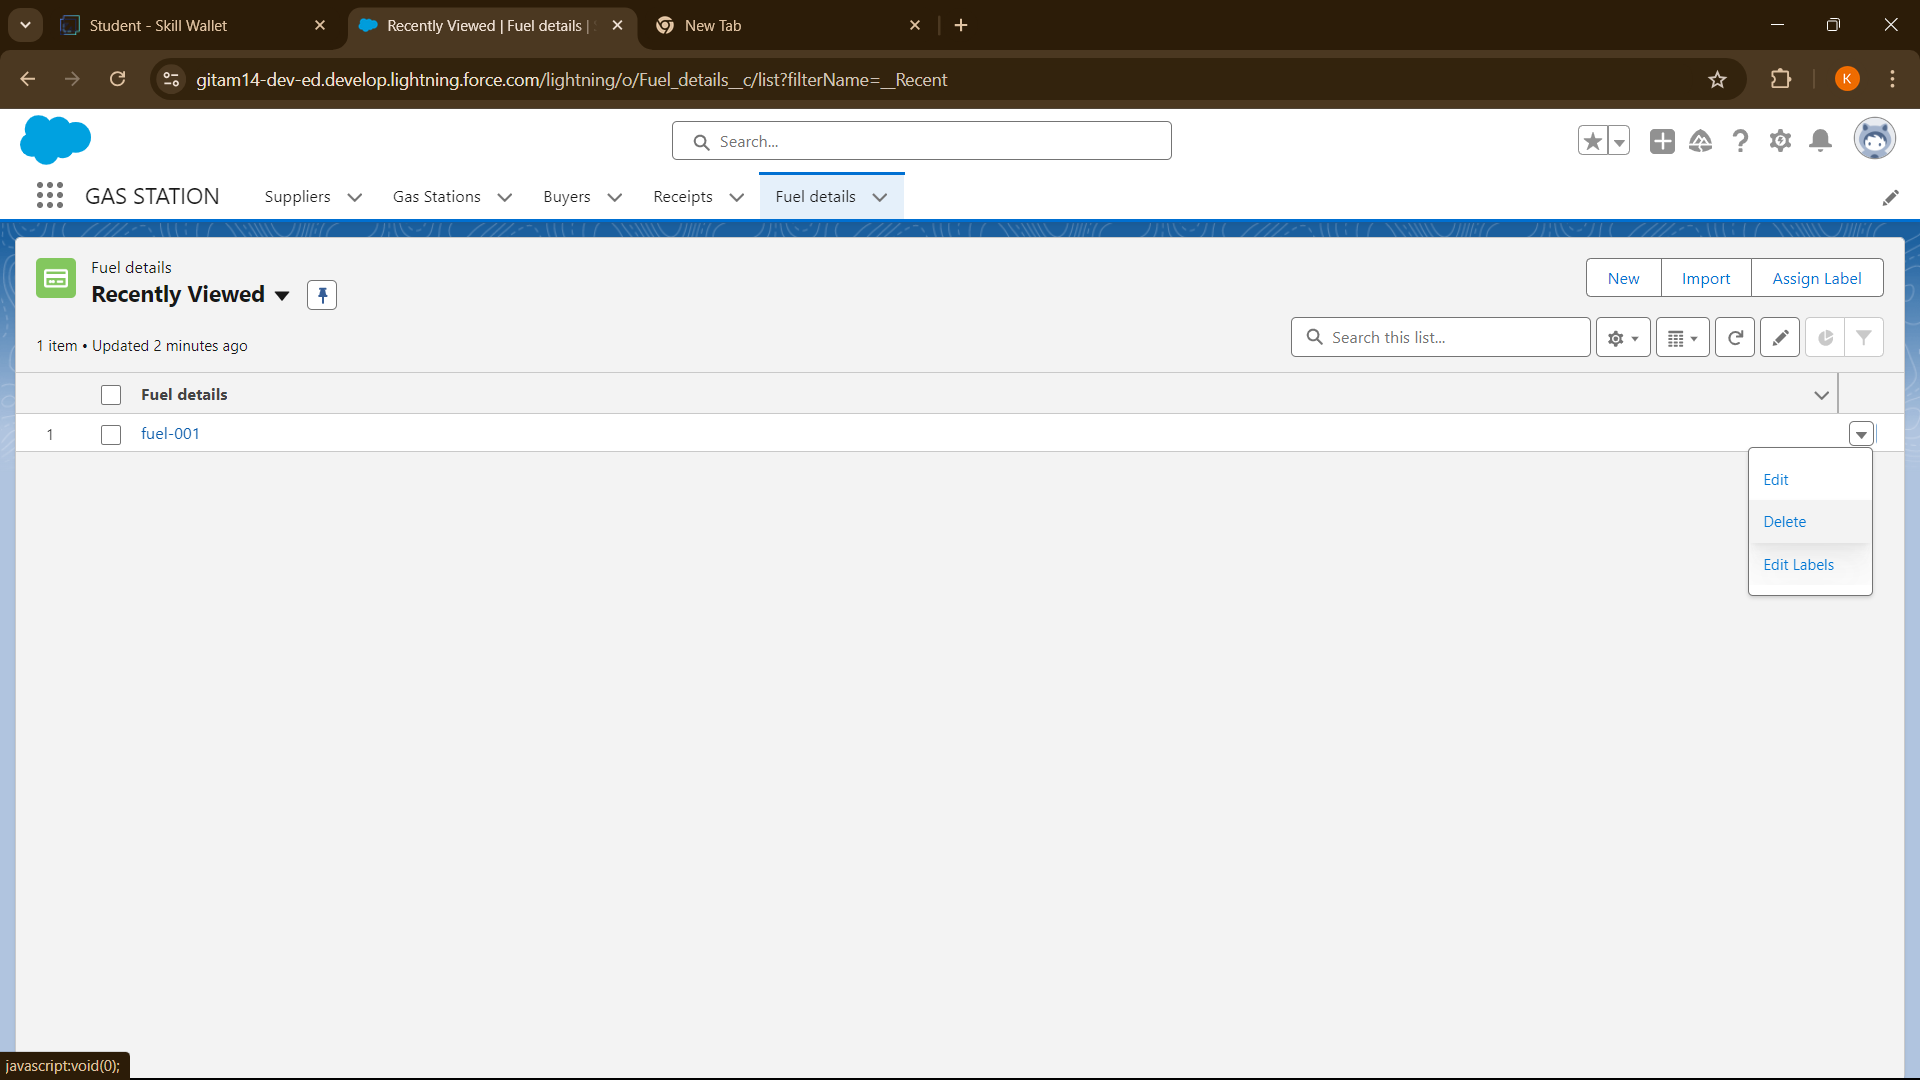 Student - Skill Wallet
Recently Viewed | Fuel details |
New Tab
gitam14-dev-ed.develop.lightning.force.com/lightning/o/Fuel_details__c/list?filterName=__Recent
K
Search...
GAS STATION
Suppliers
Gas Stations
Buyers
Receipts
Fuel details
Fuel details
Recently Viewed
New
Import
Assign Label
1 item • Updated 2 minutes ago
Search this list...
Fuel details
1
fuel-001
Edit
Delete
Edit Labels
javascript:void(0);